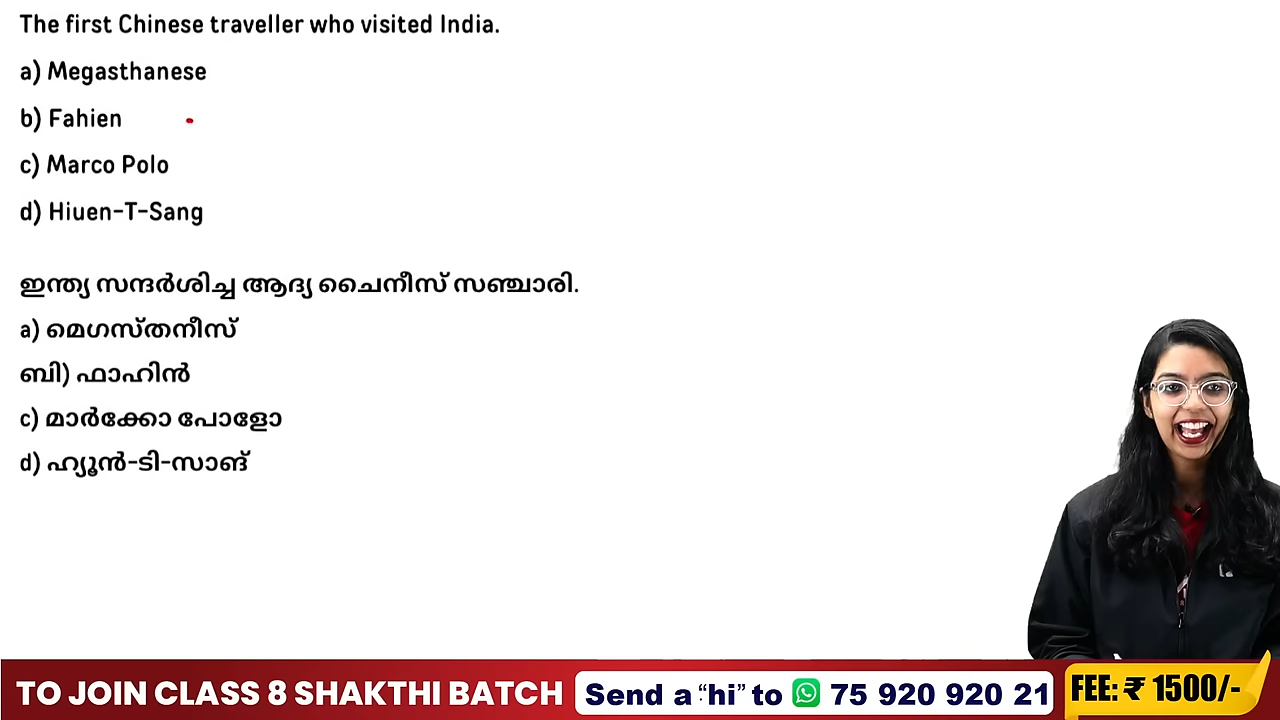 The first Chinese traveller who visited India.
a) Megasthanese
b) Fahien
c) Marco Polo
d) Hiuen-T-Sang
ഇന്ത്യ സന്ദർശിച്ച ആദ്യ ചൈനീസ് സഞ്ചാരി.
a) മെഗസ്തനീസ്
ബി) ഫാഹിൻ
c) മാർക്കോ പോളോ
d) ഹ്യൂൻ-ടി-സാങ്
TO JOIN CLASS 8 SHAKTHI BATCH Send a “hi” to 75 920 920 21 FEE: ₹ 1500/-